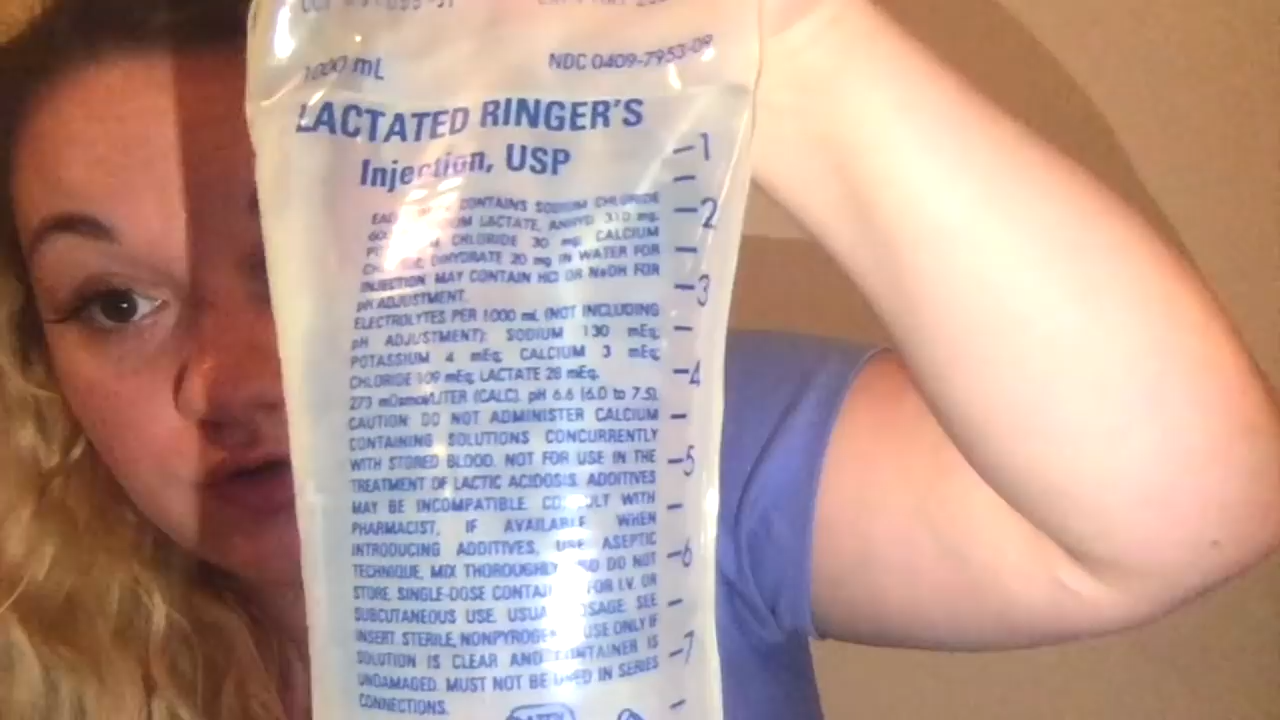 1000 mL
NDC 0409-7953-09
LACTATED RINGER'S
Injection, USP
CONTAINS SODIUM CHLORIDE
LACTATE, ANHYD. 310 mg,
CHLORIDE 30 mg, CALCIUM
DIHYDRATE 20 mg IN WATER FOR
INJECTION MAY CONTAIN HCl OR NaOH FOR
pH ADJUSTMENT.
ELECTROLYTES PER 1000 mL (NOT INCLUDING
pH ADJUSTMENT): SODIUM 130 mEq;
POTASSIUM 4 mEq; CALCIUM 3 mEq;
CHLORIDE 109 mEq; LACTATE 28 mEq.
273 mOsmol/LITER (CALC). pH 6.6 (6.0 to 7.5).
CAUTION: DO NOT ADMINISTER CALCIUM
CONTAINING SOLUTIONS CONCURRENTLY
WITH STORED BLOOD. NOT FOR USE IN THE
TREATMENT OF LACTIC ACIDOSIS. ADDITIVES
MAY BE INCOMPATIBLE. CONSULT WITH
PHARMACIST, IF AVAILABLE. WHEN
INTRODUCING ADDITIVES, USE ASEPTIC
TECHNIQUE, MIX THOROUGHLY AND DO NOT
STORE. SINGLE-DOSE CONTAINER FOR I.V. OR
SUBCUTANEOUS USE. USUAL DOSAGE: SEE
INSERT. STERILE, NONPYROGENIC USE ONLY IF
SOLUTION IS CLEAR AND CONTAINER IS
UNDAMAGED. MUST NOT BE USED IN SERIES
CONNECTIONS.
1
2
3
4
5
6
7